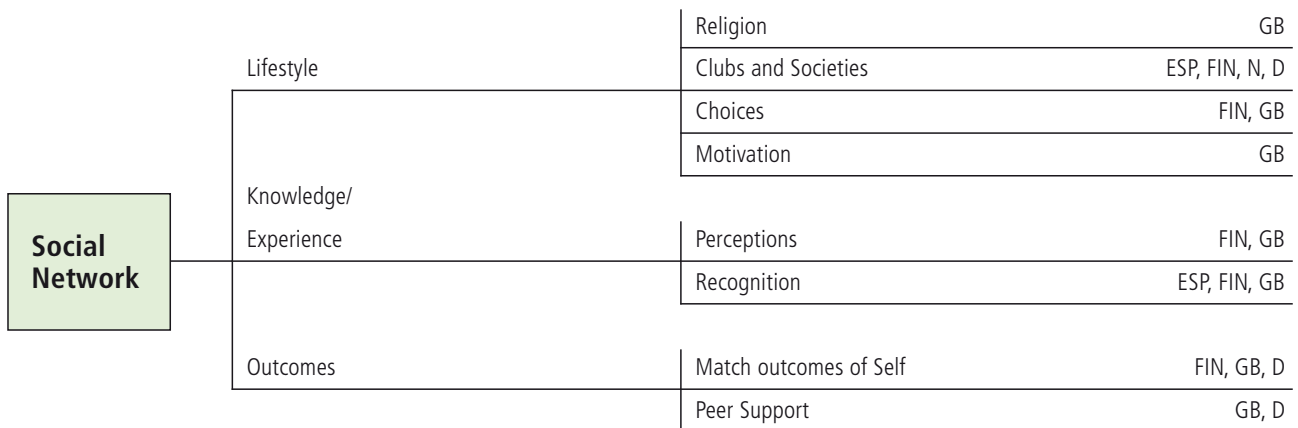 Religion GB
Lifestyle Clubs and Societies ESP, FIN, N, D
Choices FIN, GB
Motivation GB
Knowledge/
Social Network
Experience Perceptions FIN, GB
Recognition ESP, FIN, GB
Outcomes Match outcomes of Self FIN, GB, D
Peer Support GB, D